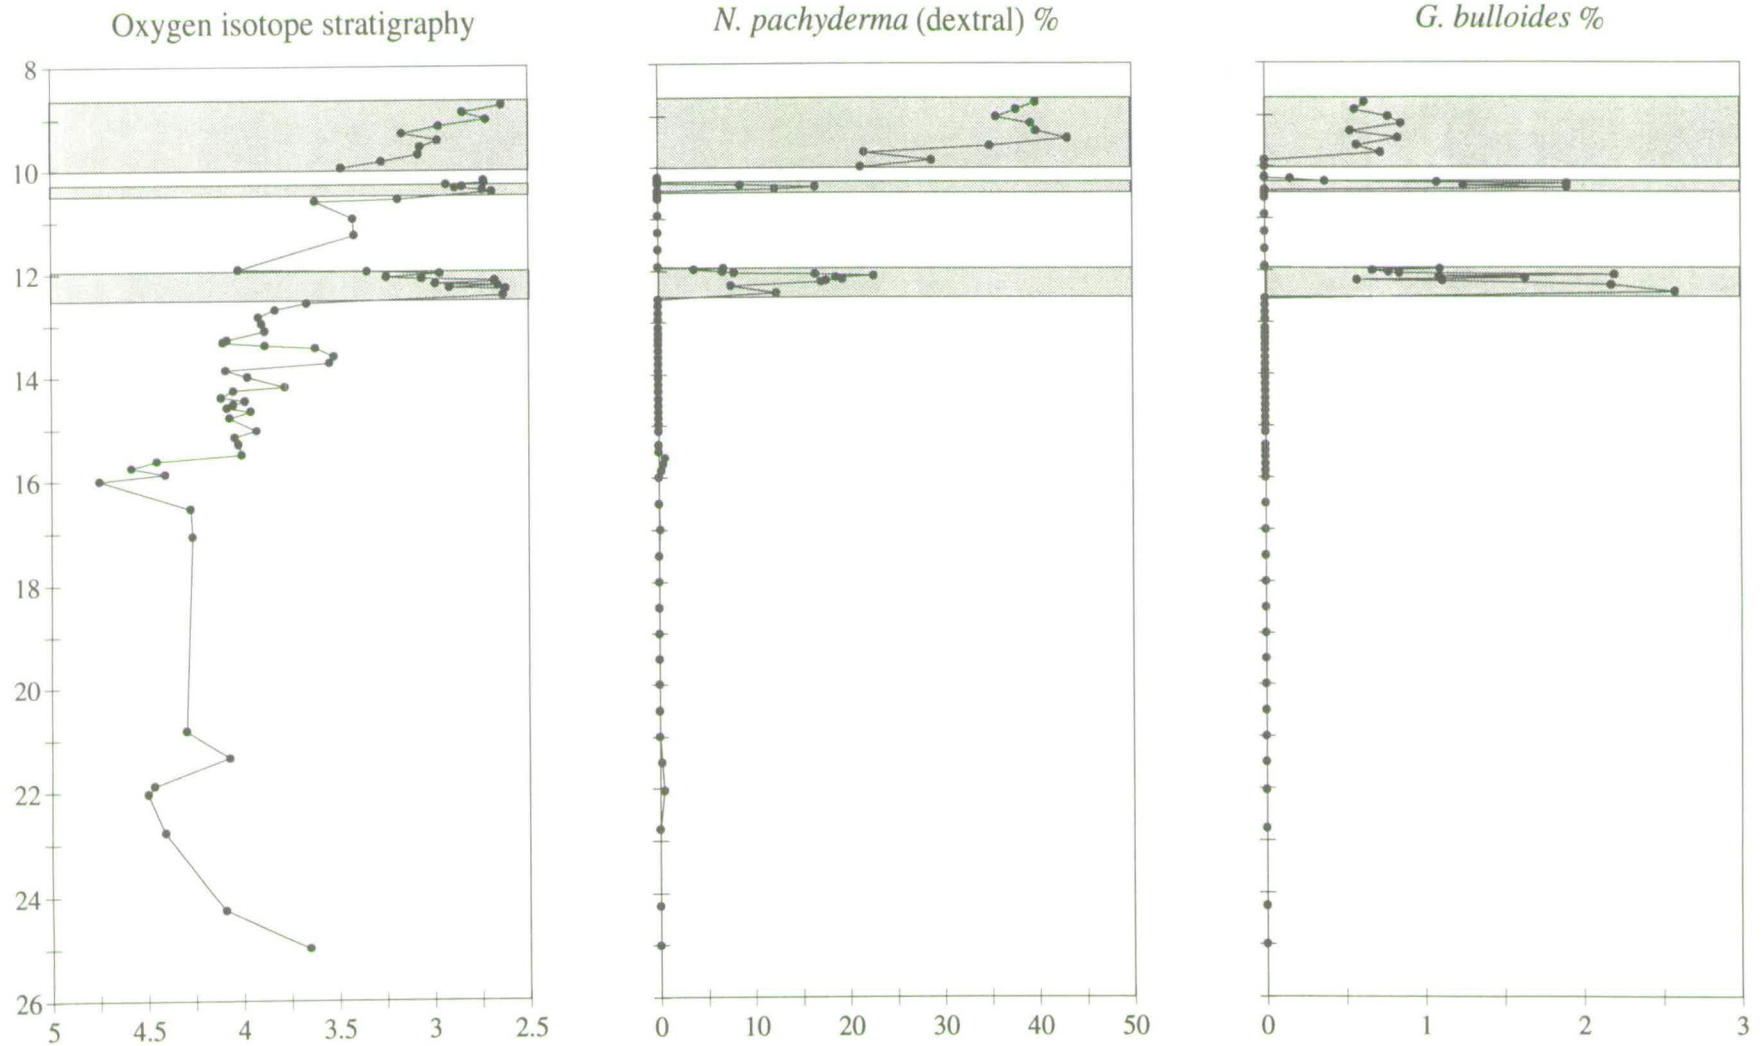 Oxygen isotope stratigraphy
N. pachyderma (dextral) %
G. bulloides %
8
10
12
14
16
18
20
22
24
26
5 4.5 4 3.5 3 2.5
0 10 20 30 40 50
0 1 2 3